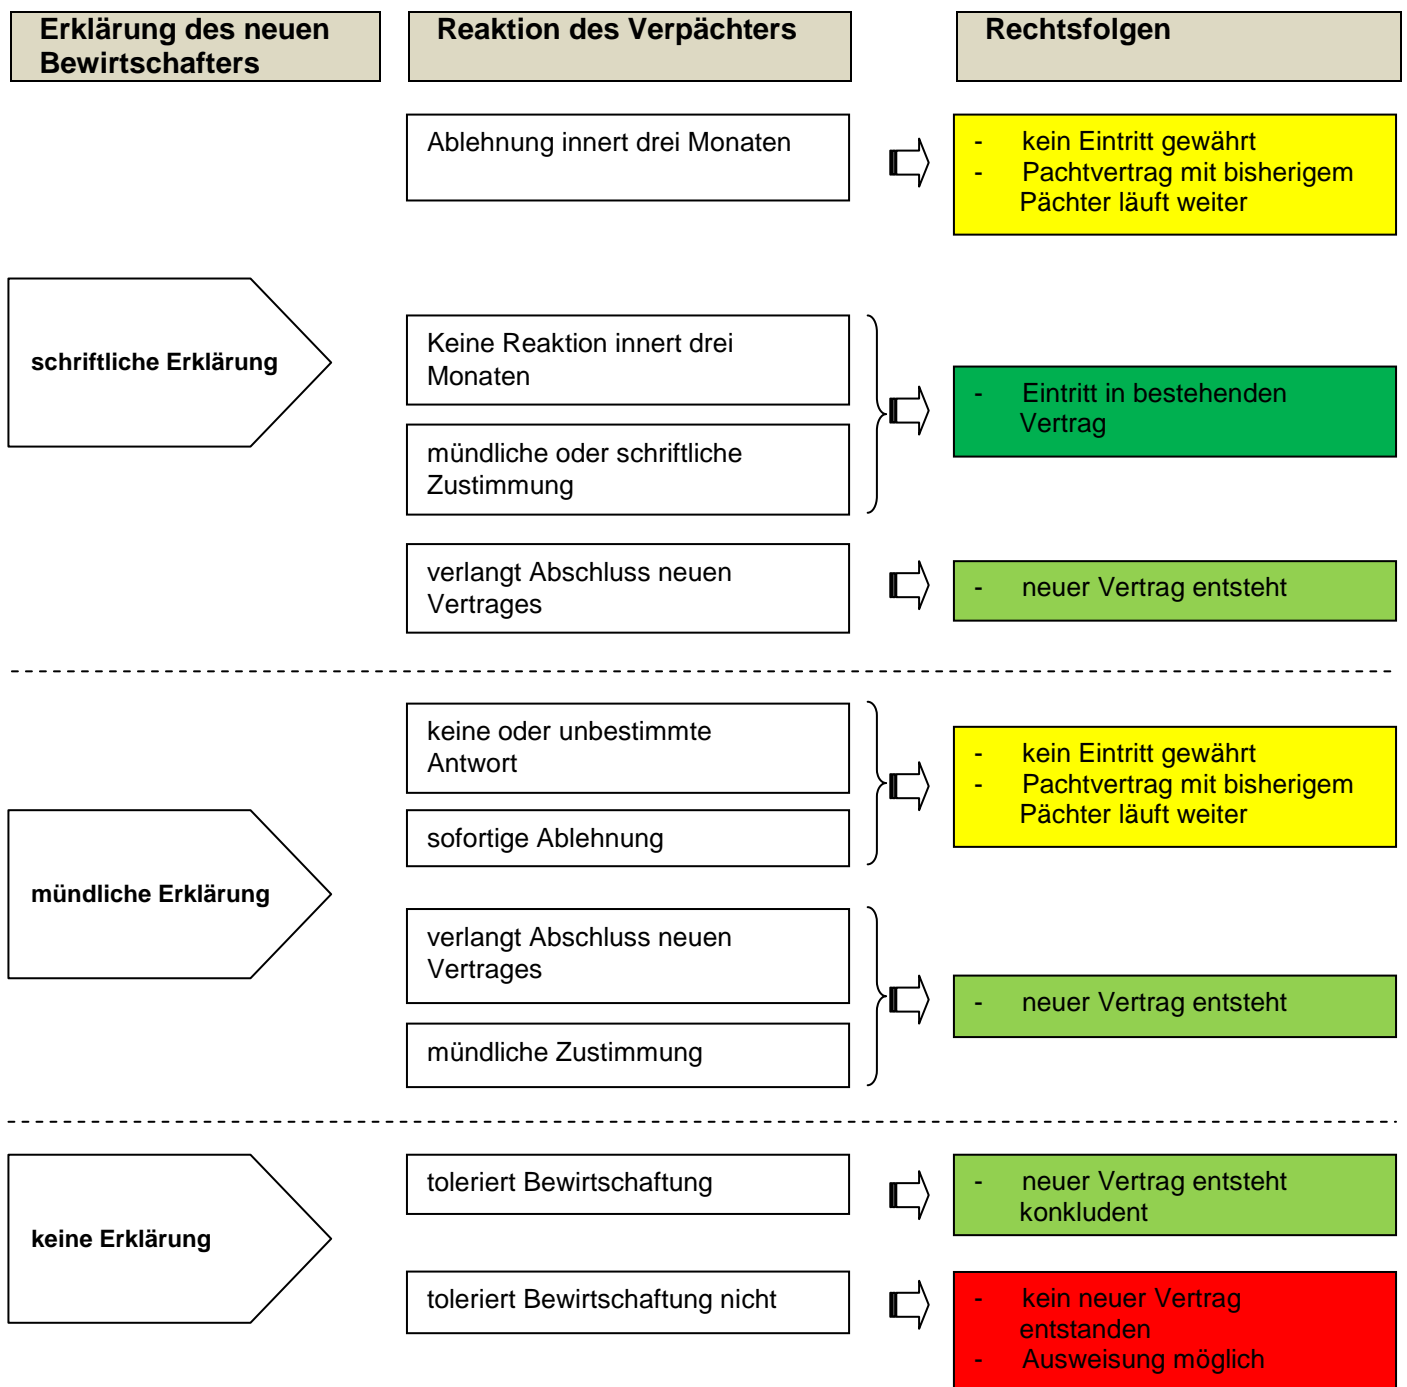 Erklärung des neuen
Bewirtschafters
Reaktion des Verpächters
Rechtsfolgen
Ablehnung innert drei Monaten
- kein Eintritt gewährt
- Pachtvertrag mit bisherigem
Pächter läuft weiter
schriftliche Erklärung
Keine Reaktion innert drei
Monaten
mündliche oder schriftliche
Zustimmung
- Eintritt in bestehenden
Vertrag
verlangt Abschluss neuen
Vertrages
- neuer Vertrag entsteht
mündliche Erklärung
keine oder unbestimmte
Antwort
sofortige Ablehnung
- kein Eintritt gewährt
- Pachtvertrag mit bisherigem
Pächter läuft weiter
verlangt Abschluss neuen
Vertrages
mündliche Zustimmung
- neuer Vertrag entsteht
keine Erklärung
toleriert Bewirtschaftung
- neuer Vertrag entsteht
konkludent
toleriert Bewirtschaftung nicht
- kein neuer Vertrag
entstanden
- Ausweisung möglich